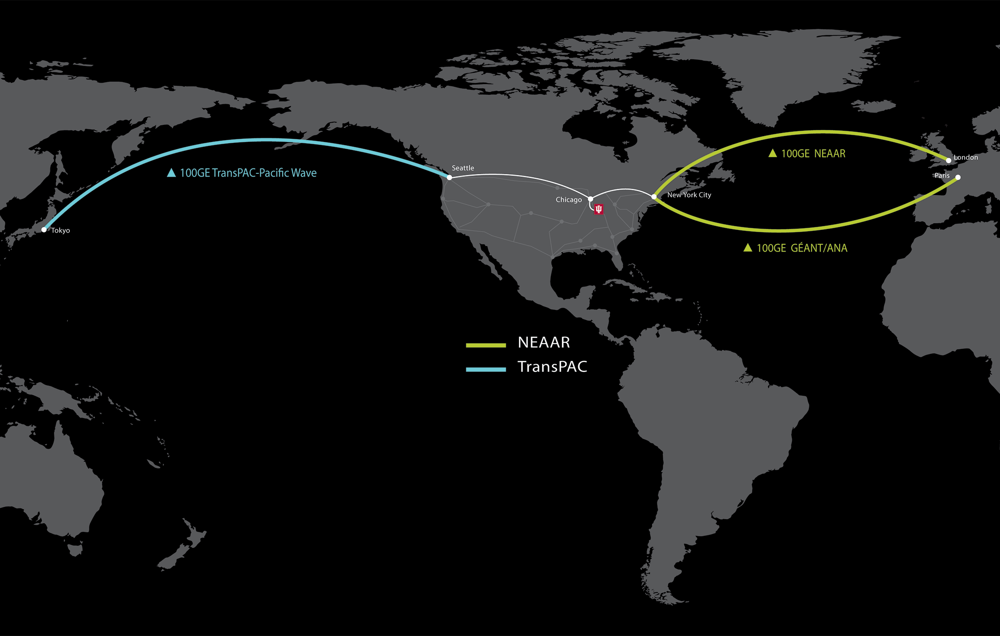 100GE NEAAR
London
Seattle
100GE TransPAC-Pacific Wave
Paris
New York City
Chicago
Tokyo
100GE GÉANT/ANA
NEAAR
TransPAC